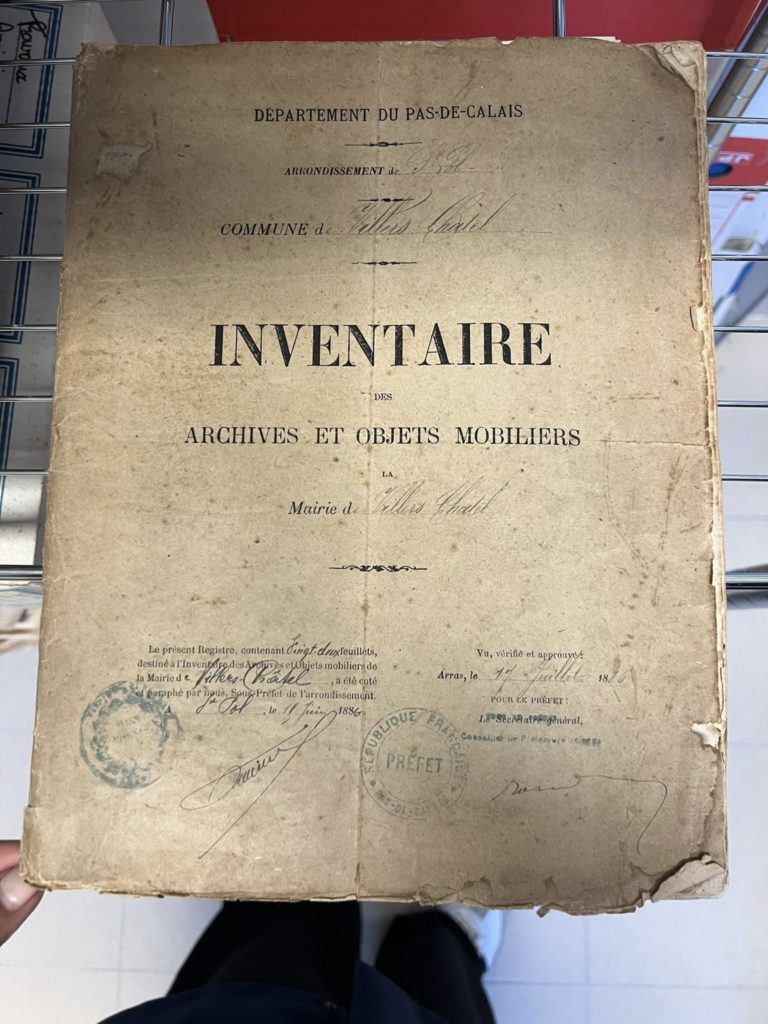 DÉPARTEMENT DU PAS-DE-CALAIS
ARRONDISSEMENT de St Pol
COMMUNE de Villers Châtel
INVENTAIRE
DES
ARCHIVES ET OBJETS MOBILIERS
LA
Mairie de Villers Châtel
Le présent Registre, contenant Vingt deux feuillets,
destiné à l'Inventaire des Archives et Objets mobiliers de
la Mairie de Villers-Châtel, a été coté
et paraphé par nous, Sous-Préfet de l'arrondissement.
A St Pol, le Juin 1886.
Vu, vérifié et approuvé:
Arras, le 17 Juillet 1886
POUR LE PRÉFET:
Le Secrétaire général,
RÉPUBLIQUE FRANÇAISE
PRÉFET
PAS-DE-CALAIS